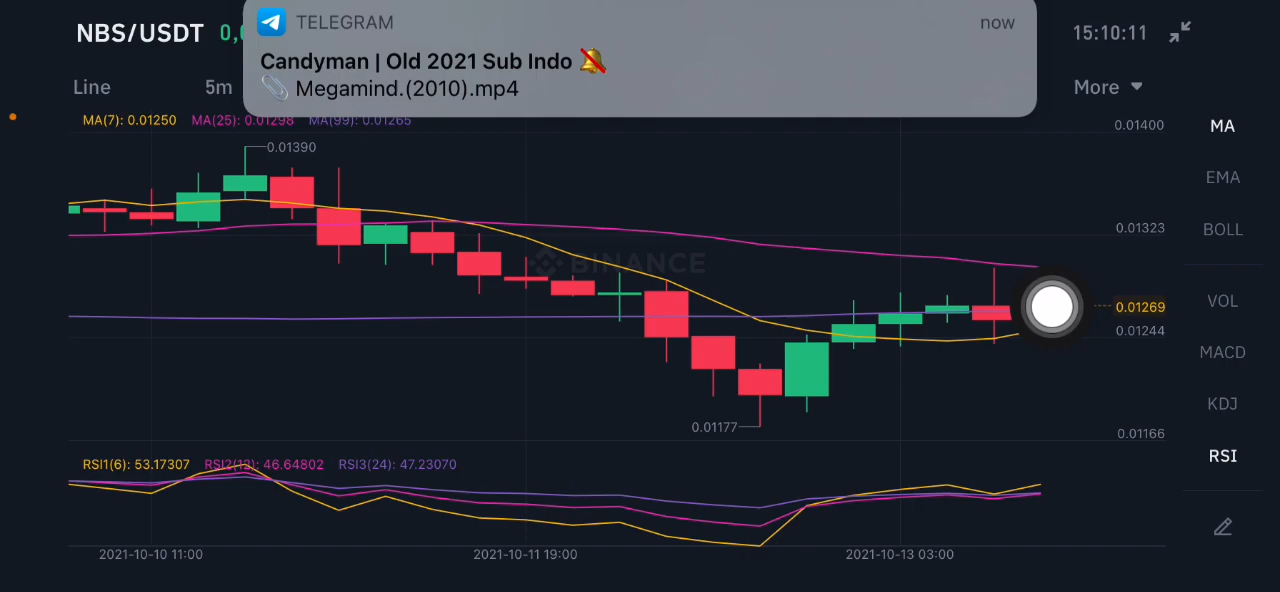 TELEGRAM now
Candyman | Old 2021 Sub Indo
Megamind.(2010).mp4
NBS/USDT 0,0
15:10:11
Line 5m More
MA(7): 0.01250 MA(25): 0.01298 MA(99): 0.01265
0.01400
0.01390
0.01323
BINANCE
0.01269
0.01244
0.01177
0.01166
RSI1(6): 53.17307 RSI2(12): 46.64802 RSI3(24): 47.23070
2021-10-10 11:00 2021-10-11 19:00 2021-10-13 03:00
MA
EMA
BOLL
VOL
MACD
KDJ
RSI